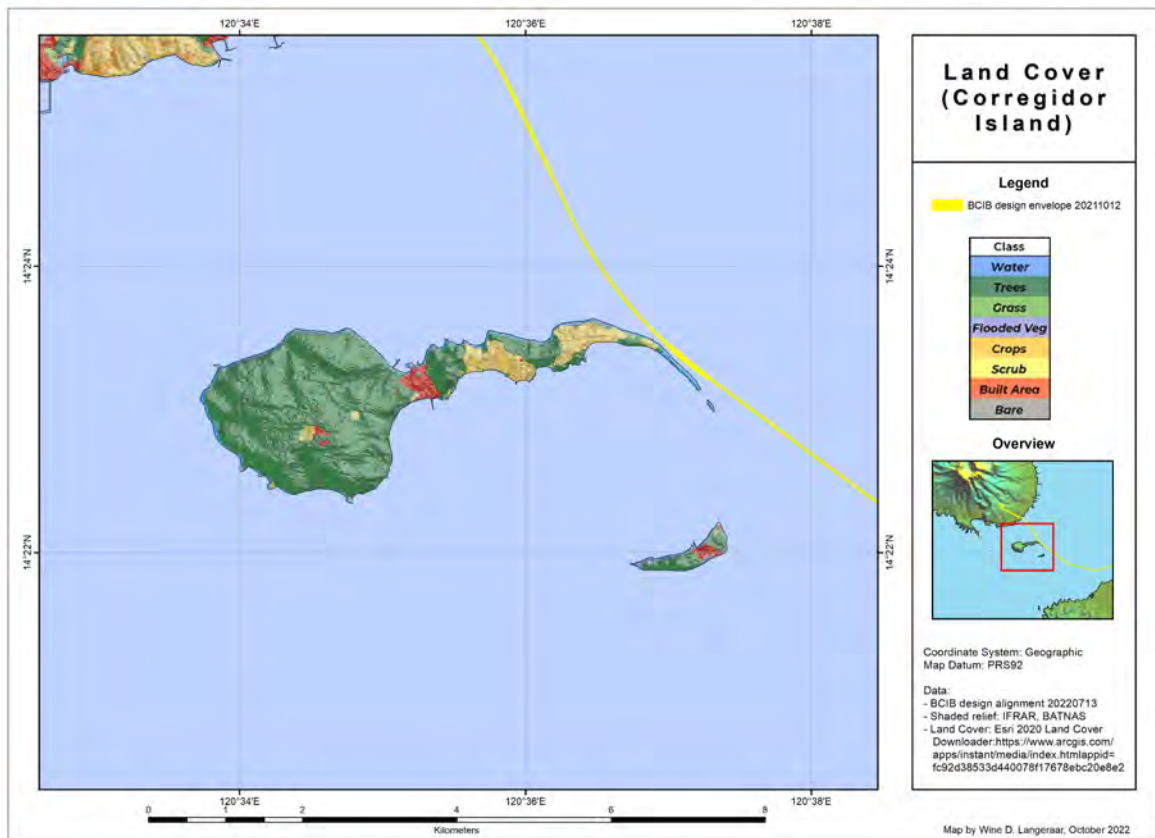 120°34'E 120°36'E 120°38'E
14°24'N 14°24'N
14°22'N 14°22'N
120°34'E 120°36'E 120°38'E
0 1 2 4 6 8
Kilometers
Land Cover
(Corregidor
Island)
Legend
BCIB design envelope 20211012
Class
Water
Trees
Grass
Flooded Veg
Crops
Scrub
Built Area
Bare
Overview
Coordinate System: Geographic
Map Datum: PRS92
Data:
- BCIB design alignment 20220713
- Shaded relief: IFRAR, BATNAS
- Land Cover: Esri 2020 Land Cover
Downloader:https://www.arcgis.com/
apps/instant/media/index.htmlappid=
fc92d38533d440078f17678ebc20e8e2
Map by Wine D. Langeraar, October 2022